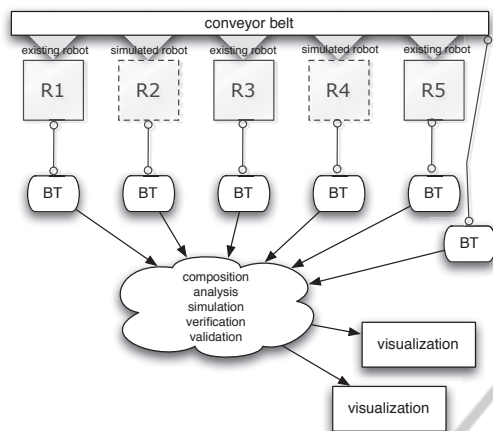 conveyor belt
existing robot simulated robot existing robot simulated robot existing robot
R1 R2 R3 R4 R5
BT BT BT BT BT
BT
composition
analysis
simulation
verification
validation
visualization
visualization